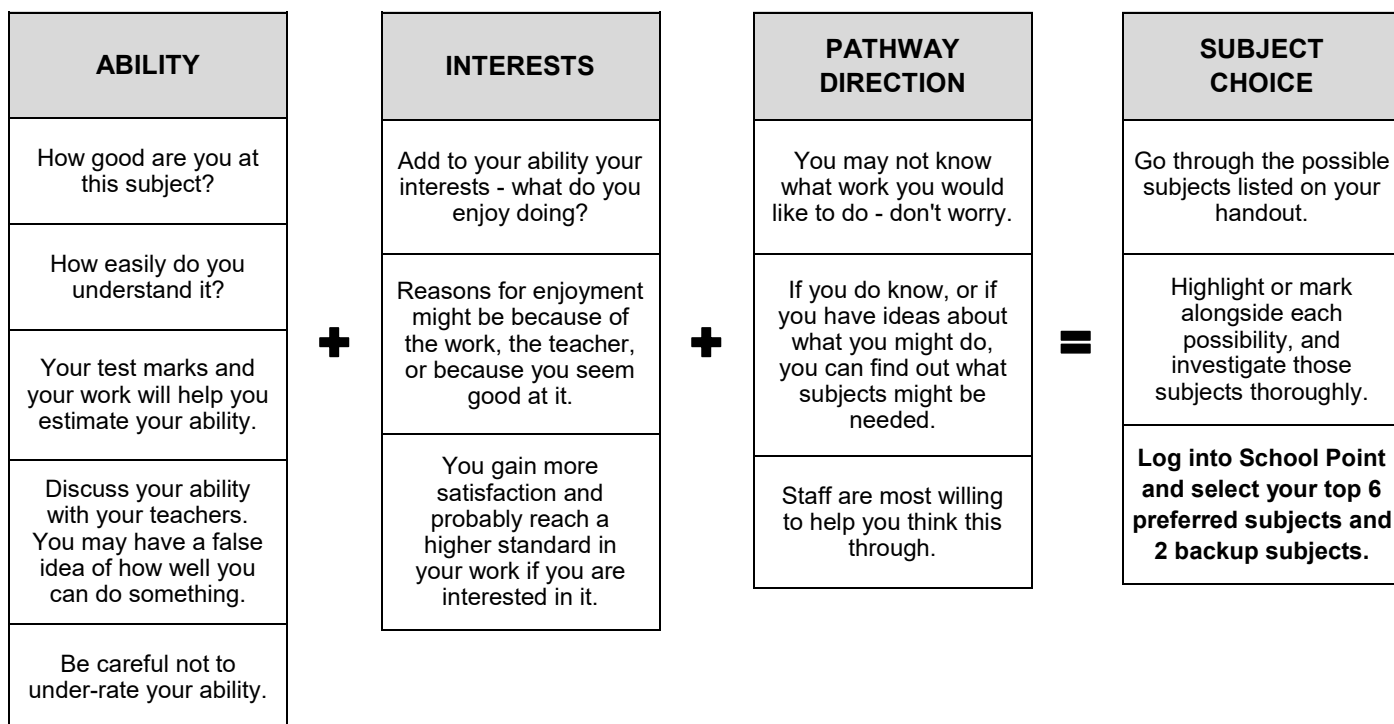 ABILITY
How good are you at
this subject?
How easily do you
understand it?
Your test marks and
your work will help you
estimate your ability.
Discuss your ability
with your teachers.
You may have a false
idea of how well you
can do something.
Be careful not to
under-rate your ability.
+
INTERESTS
Add to your ability your
interests - what do you
enjoy doing?
Reasons for enjoyment
might be because of
the work, the teacher,
or because you seem
good at it.
You gain more
satisfaction and
probably reach a
higher standard in
your work if you are
interested in it.
+
PATHWAY
DIRECTION
You may not know
what work you would
like to do - don't worry.
If you do know, or if
you have ideas about
what you might do,
you can find out what
subjects might be
needed.
Staff are most willing
to help you think this
through.
=
SUBJECT
CHOICE
Go through the possible
subjects listed on your
handout.
Highlight or mark
alongside each
possibility, and
investigate those
subjects thoroughly.
Log into School Point
and select your top 6
preferred subjects and
2 backup subjects.